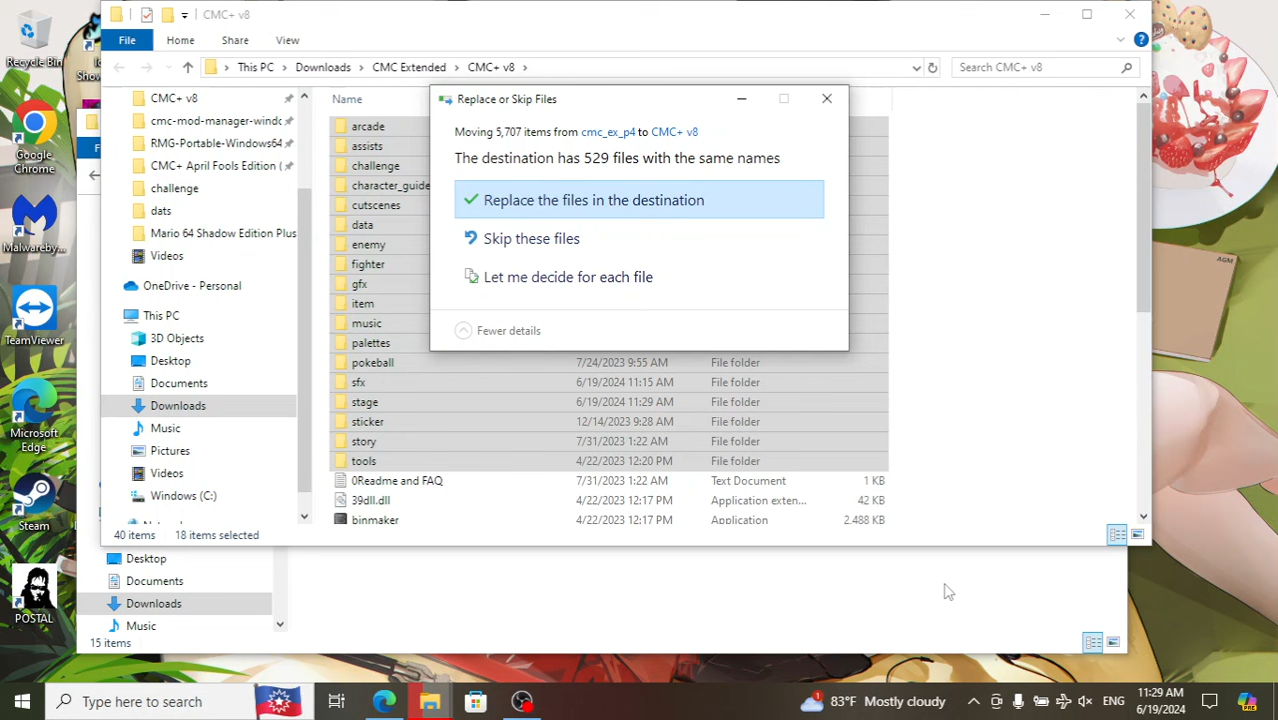 CMC+ v8
File
Home
Share
View
This PC
Downloads
CMC Extended
CMC+ v8
Search CMC+ v8
CMC+ v8
cmc-mod-manager-windo
RMG-Portable-Windows64
CMC+ April Fools Edition (
challenge
dats
Mario 64 Shadow Edition Plus
Videos
OneDrive - Personal
This PC
3D Objects
Desktop
Documents
Downloads
Music
Pictures
Videos
Windows (C:)
Name
arcade
assists
challenge
character_guide
cutscenes
data
enemy
fighter
gfx
item
music
palettes
pokeball 7/24/2023 9:55 AM File folder
sfx 6/19/2024 11:15 AM File folder
stage 6/19/2024 11:29 AM File folder
sticker 12/14/2023 9:28 AM File folder
story 7/31/2023 1:22 AM File folder
tools 4/22/2023 12:20 PM File folder
0Readme and FAQ 7/31/2023 1:22 AM Text Document 1 KB
39dll.dll 4/22/2023 12:17 PM Application exten... 42 KB
binmaker 4/22/2023 12:17 PM Application 2,488 KB
40 items 18 items selected
Replace or Skip Files
Moving 5,707 items from cmc_ex_p4 to CMC+ v8
The destination has 529 files with the same names
Replace the files in the destination
Skip these files
Let me decide for each file
Fewer details
Desktop
Documents
Downloads
Music
15 items
Recycle Bin
Google
Chrome
Malwareby...
TeamViewer
Microsoft
Edge
Steam
POSTAL
AGM
Type here to search
83°F Mostly cloudy
ENG
11:29 AM
6/19/2024